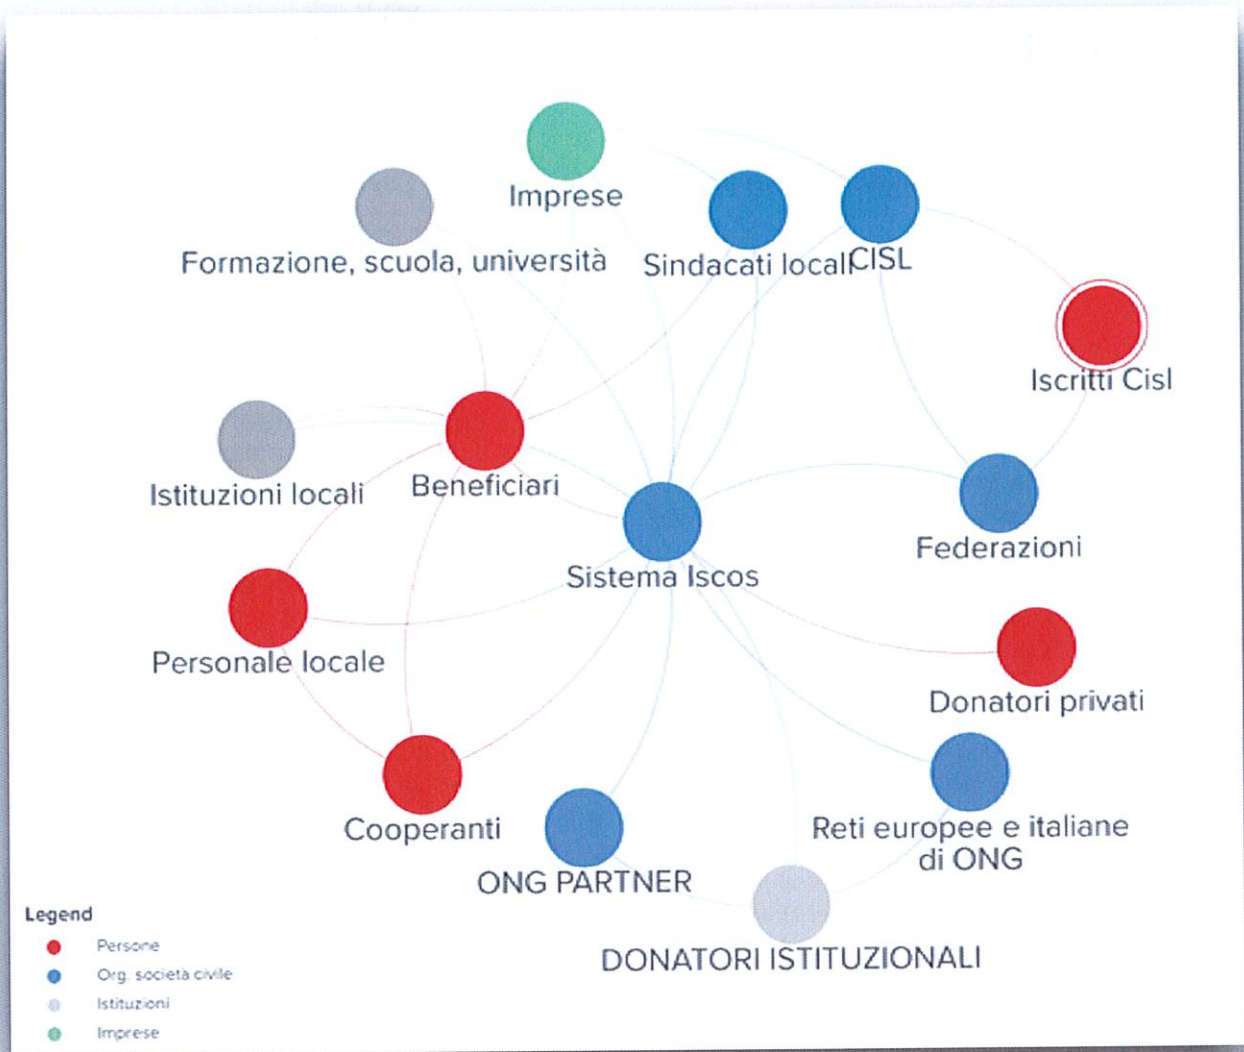 Imprese
Formazione, scuola, università
Sindacati locali
CISL
Iscritti Cisl
Istituzioni locali
Beneficiari
Sistema Iscos
Federazioni
Personale locale
Donatori privati
Cooperanti
ONG PARTNER
Reti europee e italiane
di ONG
DONATORI ISTITUZIONALI
Legend
Persone
Org. società civile
Istituzioni
Imprese